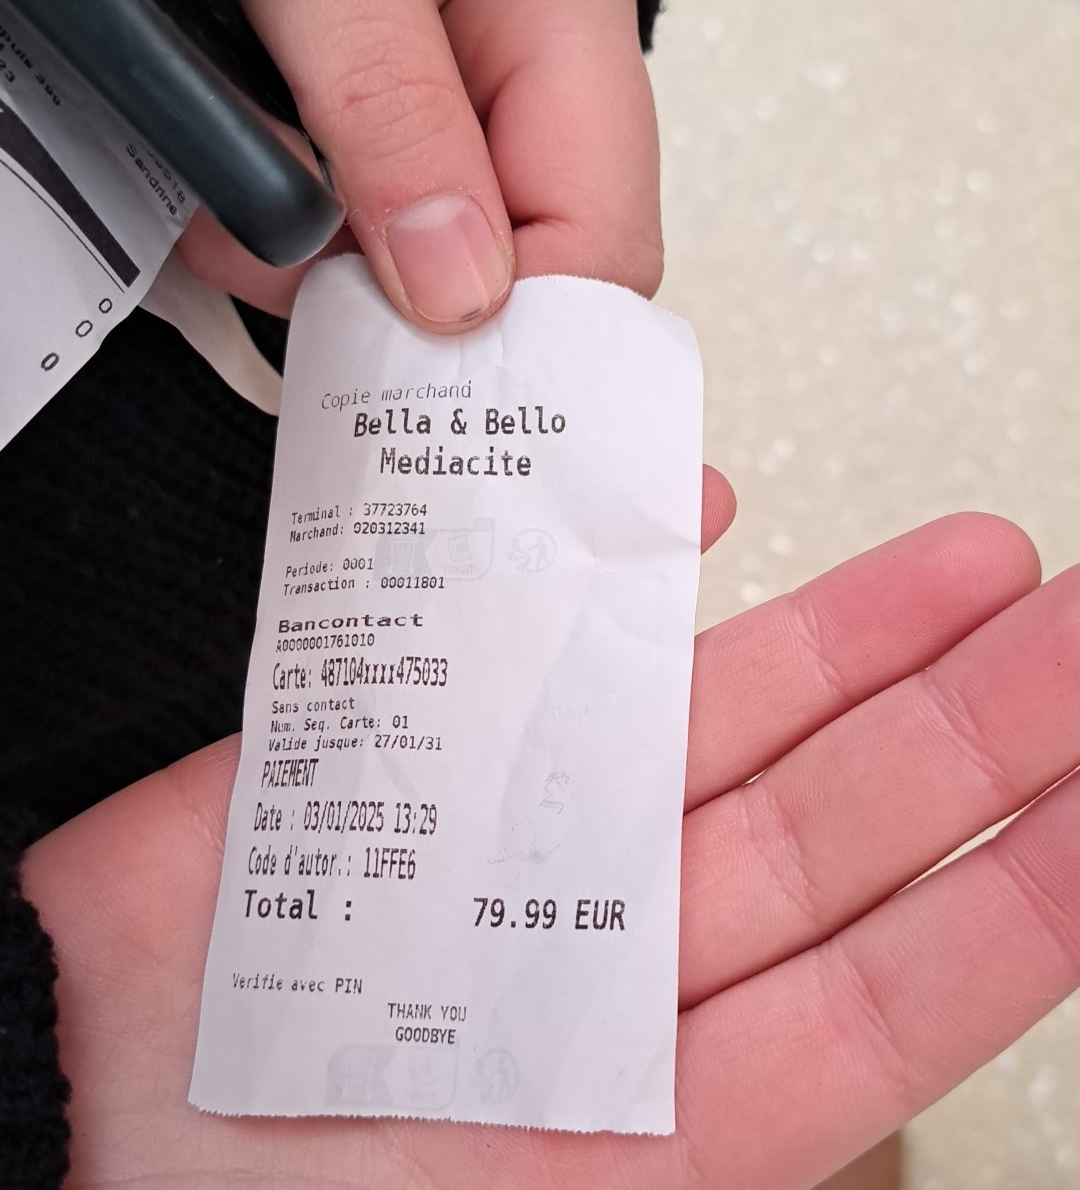 Sandrine
O
O
O
Copie marchand
Bella & Bello
Mediacite
Terminal : 37723764
Marchand: 020312341
Periode: 0001
Transaction : 00011801
Bancontact
A0000001761010
Carte: 487104xxxx475033
Sans contact
Num. Seq. Carte: 01
Valide jusque: 27/01/31
PAIEMENT
Date : 03/01/2025 13:29
Code d'autor.: 11FFE6
Total : 79.99 EUR
Verifie avec PIN
THANK YOU
GOODBYE